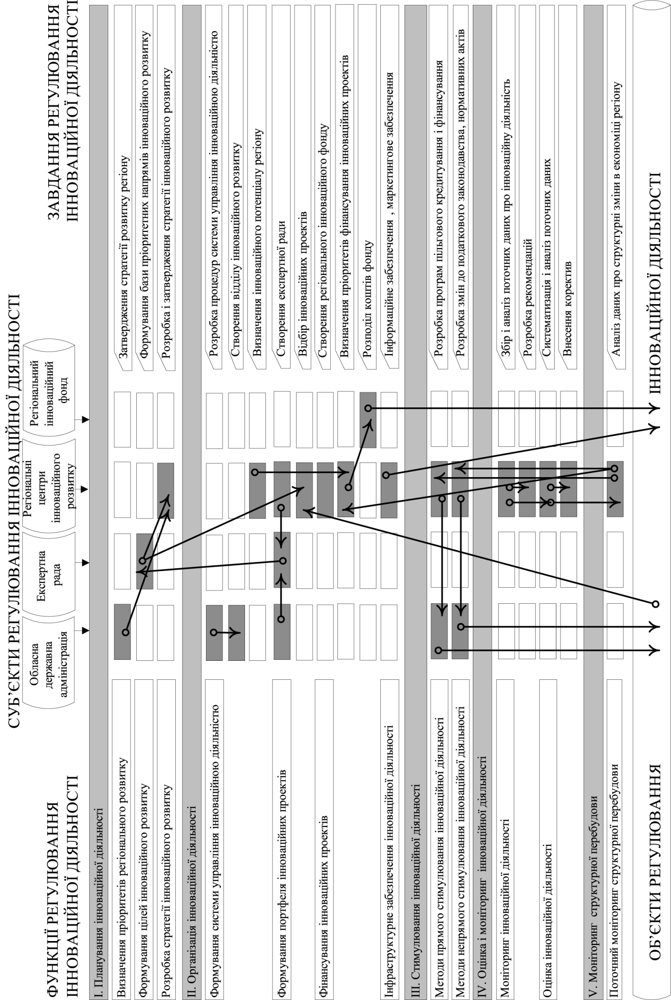 СУБ’ЄКТИ РЕГУЛЮВАННЯ ІННОВАЦІЙНОЇ ДІЯЛЬНОСТІ
ФУНКЦІЇ РЕГУЛЮВАННЯ
ІННОВАЦІЙНОЇ ДІЯЛЬНОСТІ
Обласна
державна
адміністрація
Експертна
рада
Регіональні
центри
інноваційного
розвитку
Регіональний
інноваційний
фонд
ЗАВДАННЯ РЕГУЛЮВАННЯ
ІННОВАЦІЙНОЇ ДІЯЛЬНОСТІ
І. Планування інноваційної діяльності
Визначення пріоритетів регіонального розвитку
Затвердження стратегії розвитку регіону
Формування цілей інноваційного розвитку
Формування бази пріоритетних напрямів інноваційного розвитку
Розробка стратегії інноваційного розвитку
Розробка і затвердження стратегії інноваційного розвитку
ІІ. Організація інноваційної діяльності
Формування системи управління інноваційною діяльністю
Розробка процедур системи управління інноваційною діяльністю
Створення відділу інноваційного розвитку
Визначення інноваційного потенціалу регіону
Формування портфеля інноваційних проектів
Створення експертної ради
Відбір інноваційних проектів
Фінансування інноваційних проектів
Створення регіонального інноваційного фонду
Визначення пріоритетів фінансування інноваційних проектів
Розподіл коштів фонду
Інфраструктурне забезпечення інноваційної діяльності
Інформаційне забезпечення , маркетингове забезпечення
ІІІ. Стимулювання інноваційної діяльності
Методи прямого стимулювання інноваційної діяльності
Розробка програм пільгового кредитування і фінансування
Методи непрямого стимулювання інноваційної діяльності
Розробка змін до податкового законодавства, нормативних актів
IV. Оцінка і моніторинг інноваційної діяльності
Моніторинг інноваційної діяльності
Збір і аналіз поточних даних про інноваційну діяльність
Розробка рекомендацій
Оцінка інноваційної діяльності
Систематизація і аналіз поточних даних
Внесення коректив
V. Моніторинг структурної перебудови
Поточний моніторинг структурної перебудови
Аналіз даних про структурні зміни в економіці регіону
ОБ’ЄКТИ РЕГУЛЮВАННЯ ІННОВАЦІЙНОЇ ДІЯЛЬНОСТІ